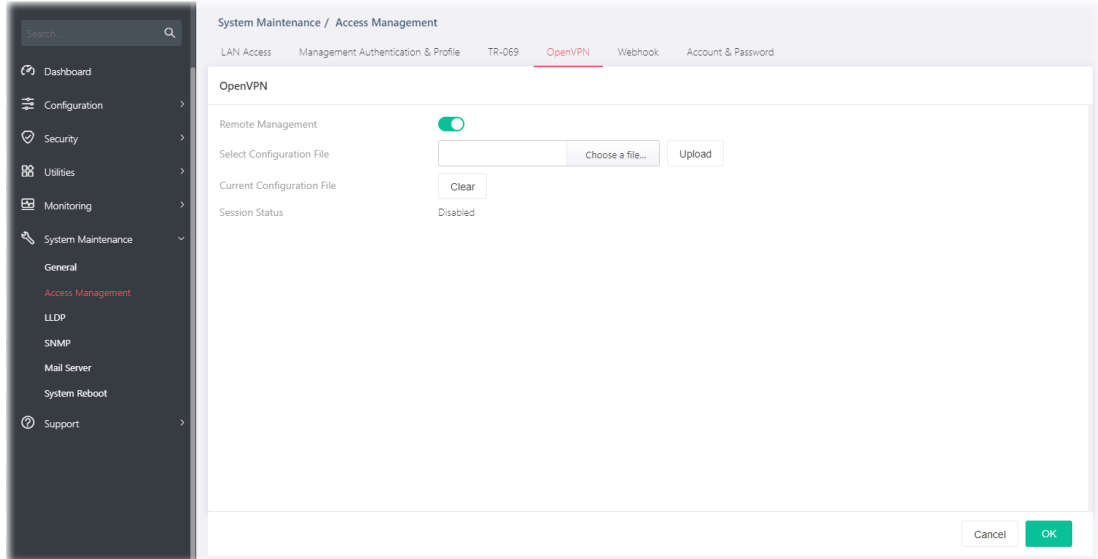 Search...
Dashboard
Configuration
Security
Utilities
Monitoring
System Maintenance
General
Access Management
LLDP
SNMP
Mail Server
System Reboot
Support
System Maintenance / Access Management
LAN Access Management Authentication & Profile TR-069 OpenVPN Webhook Account & Password
OpenVPN
Remote Management
Select Configuration File Choose a file... Upload
Current Configuration File Clear
Session Status Disabled
Cancel OK